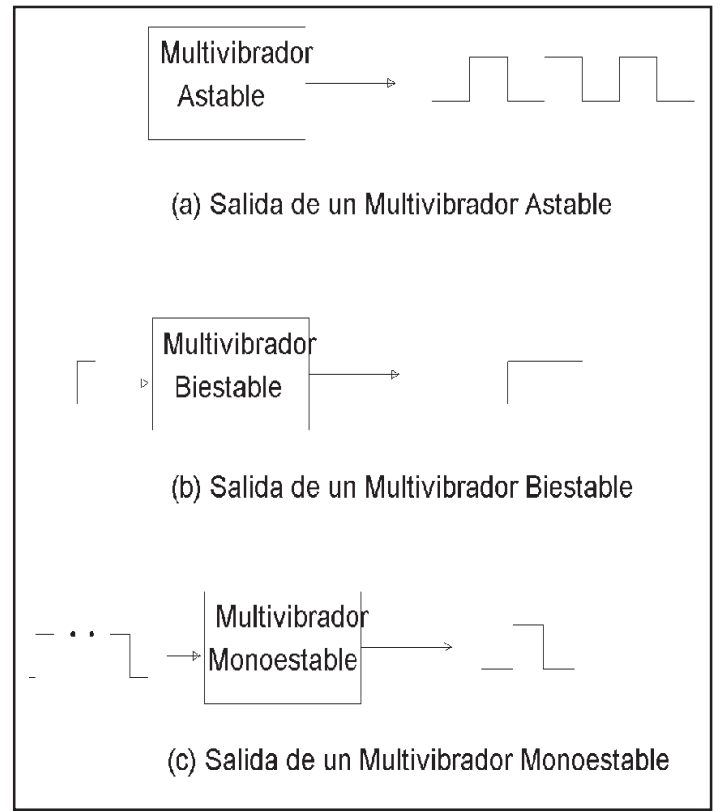 Multivibrador
Astable
(a) Salida de un Multivibrador Astable
Multivibrador
Biestable
(b) Salida de un Multivibrador Biestable
Multivibrador
Monoestable
(c) Salida de un Multivibrador Monoestable